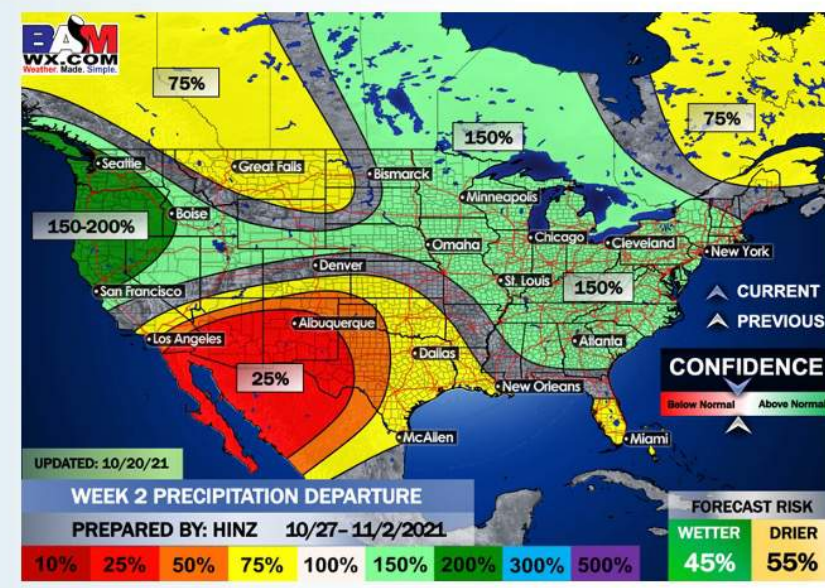 BAM
WX.COM
Weather. Made. Simple.
75%
150%
75%
Seattle
Great Falls
Bismarck
Minneapolis
150-200%
Boise
Omaha
Chicago
Cleveland
New York
Denver
San Francisco
St. Louis
150%
CURRENT
PREVIOUS
Los Angeles
Albuquerque
Dallas
Atlanta
25%
CONFIDENCE
Below Normal
Above Normal
New Orleans
McAllen
Miami
UPDATED: 10/20/21
WEEK 2 PRECIPITATION DEPARTURE
PREPARED BY: HINZ 10/27- 11/2/2021
FORECAST RISK
WETTER DRIER
45% 55%
10% 25% 50% 75% 100% 150% 200% 300% 500%